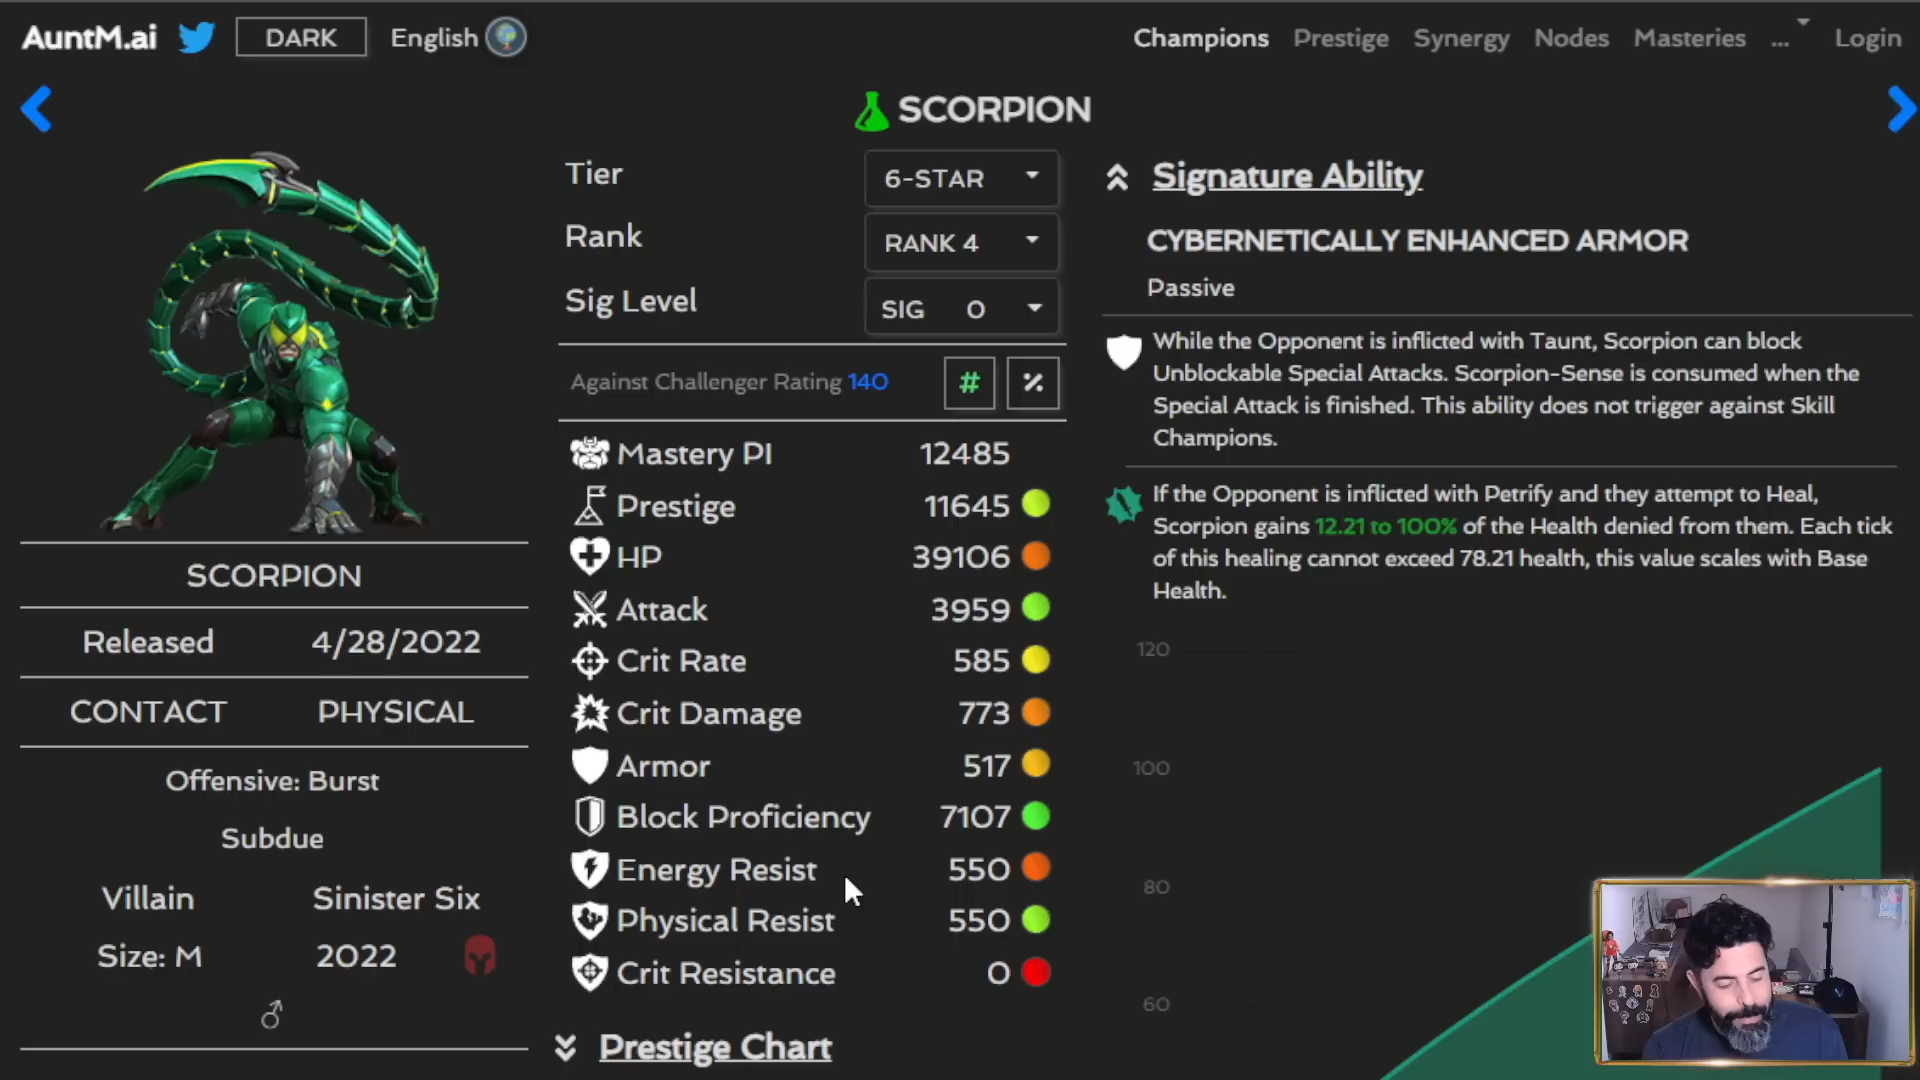 AuntM.ai
DARK
English
Champions
Prestige
Synergy
Nodes
Masteries
...
Login
SCORPION
Tier
6-STAR
Rank
RANK 4
Sig Level
SIG 0
Against Challenger Rating 140
#
%
Mastery PI 12485
Prestige 11645
HP 39106
Attack 3959
Crit Rate 585
Crit Damage 773
Armor 517
Block Proficiency 7107
Energy Resist 550
Physical Resist 550
Crit Resistance 0
Prestige Chart
SCORPION
Released 4/28/2022
CONTACT PHYSICAL
Offensive: Burst
Subdue
Villain Sinister Six
Size: M 2022
Signature Ability
CYBERNETICALLY ENHANCED ARMOR
Passive
While the Opponent is inflicted with Taunt, Scorpion can block
Unblockable Special Attacks. Scorpion-Sense is consumed when the
Special Attack is finished. This ability does not trigger against Skill
Champions.
If the Opponent is inflicted with Petrify and they attempt to Heal,
Scorpion gains 12.21 to 100% of the Health denied from them. Each tick
of this healing cannot exceed 78.21 health, this value scales with Base
Health.
120
100
80
60